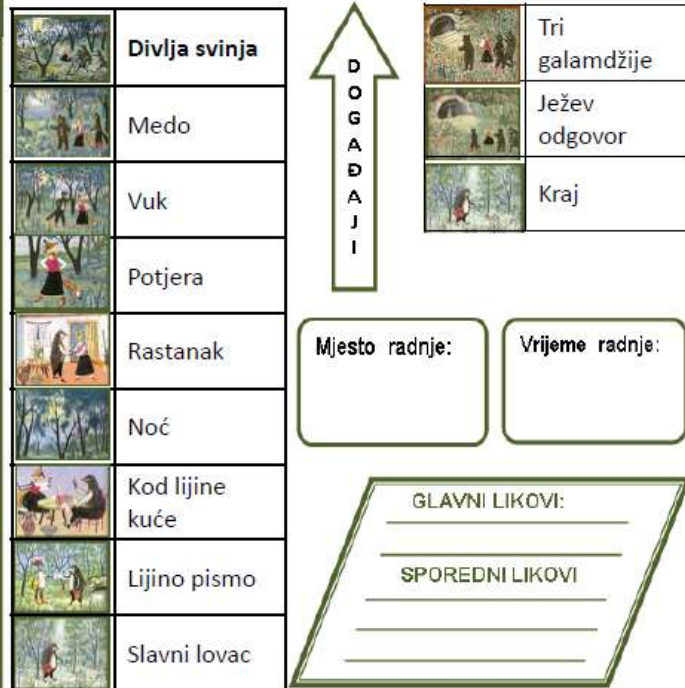 Divlja svinja
Medo
Vuk
Potjera
Rastanak
Noć
Kod lijine
kuće
Lijino pismo
Slavni lovac
DOGAĐAJI
Tri
galamdžije
Ježev
odgovor
Kraj
Mjesto radnje:
Vrijeme radnje:
GLAVNI LIKOVI:
SPOREDNI LIKOVI